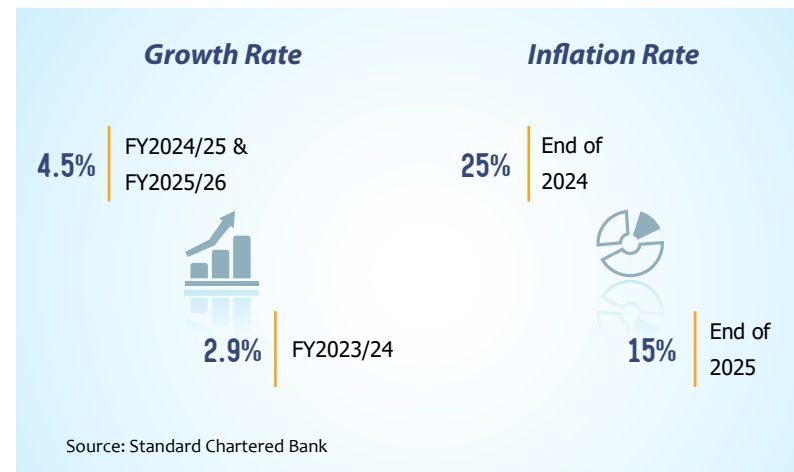 Growth Rate
4.5%
FY2024/25 &
FY2025/26
2.9%
FY2023/24
Inflation Rate
25%
End of
2024
15%
End of
2025
Source: Standard Chartered Bank